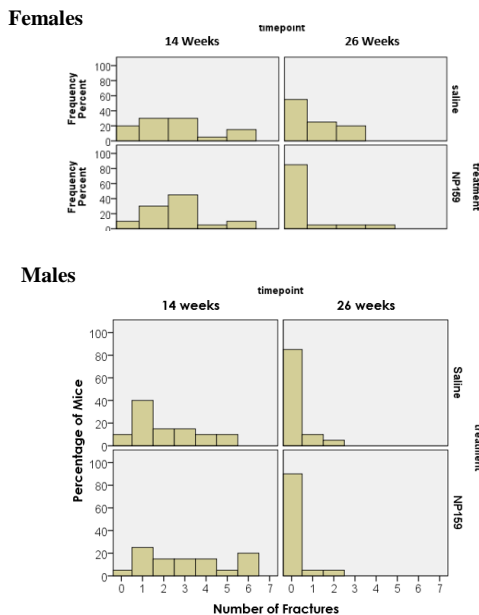 Females
timepoint
14 Weeks 26 Weeks
Frequency Percent
100
80
60
40
20
0
saline
Frequency Percent
100
80
60
40
20
0
NP159
treatment
Males
timepoint
14 weeks 26 weeks
Percentage of Mice
100
80
60
40
20
0
Saline
100
80
60
40
20
0
NP159
treatment
0 1 2 3 4 5 6 7 0 1 2 3 4 5 6 7
Number of Fractures